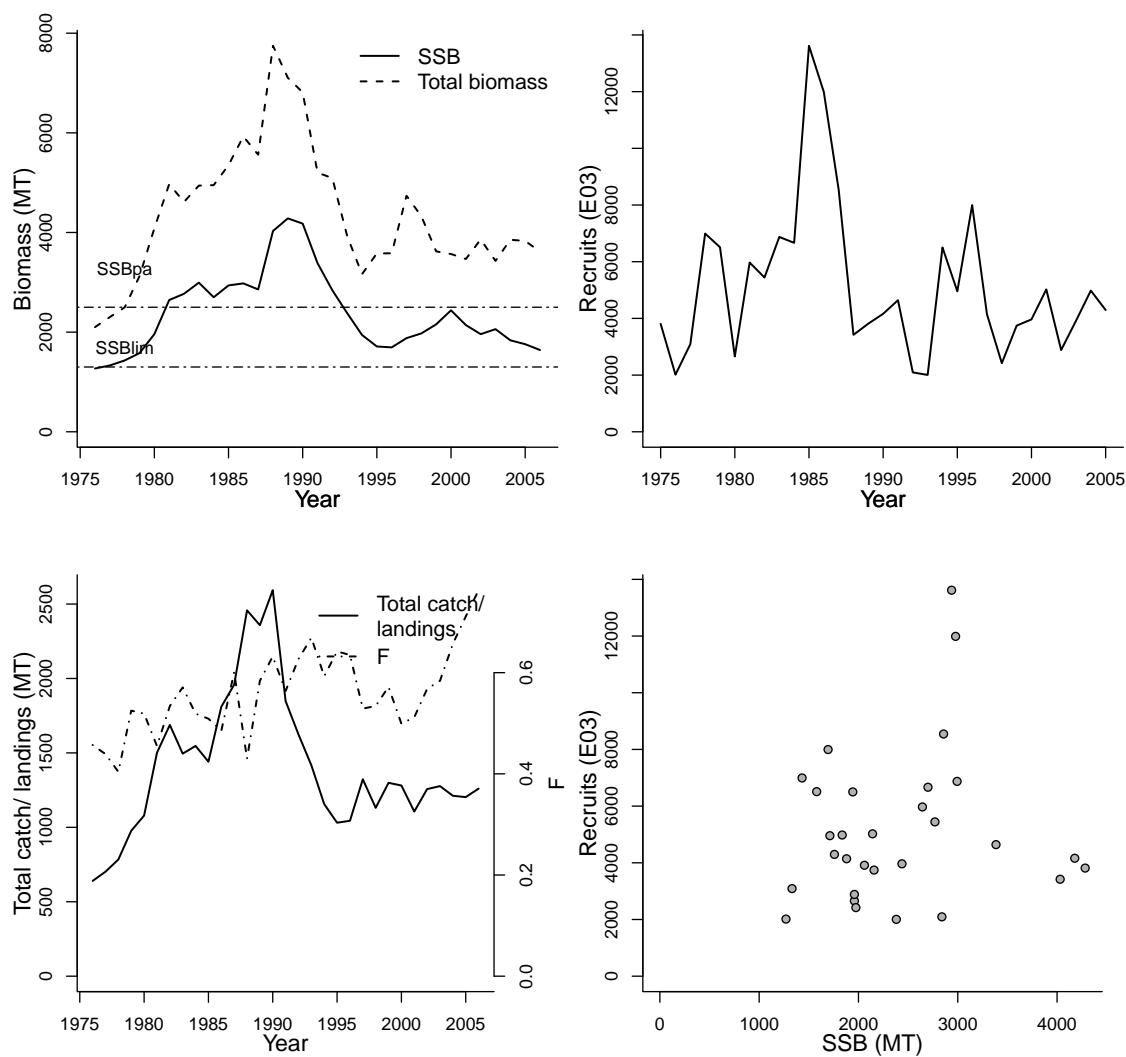 SSB
Total biomass
8000
6000
4000
2000
0
Biomass (MT)
SSBpa
SSBlim
1975 1980 1985 1990 1995 2000 2005
Year
12000
8000
6000
4000
2000
0
Recruits (E03)
1975 1980 1985 1990 1995 2000 2005
Year
Total catch/
landings
F
2500
2000
1500
1000
500
0
Total catch/ landings (MT)
0.6
0.4
0.2
0.0
F
1975 1980 1985 1990 1995 2000 2005
Year
12000
8000
6000
4000
2000
0
Recruits (E03)
0 1000 2000 3000 4000
SSB (MT)